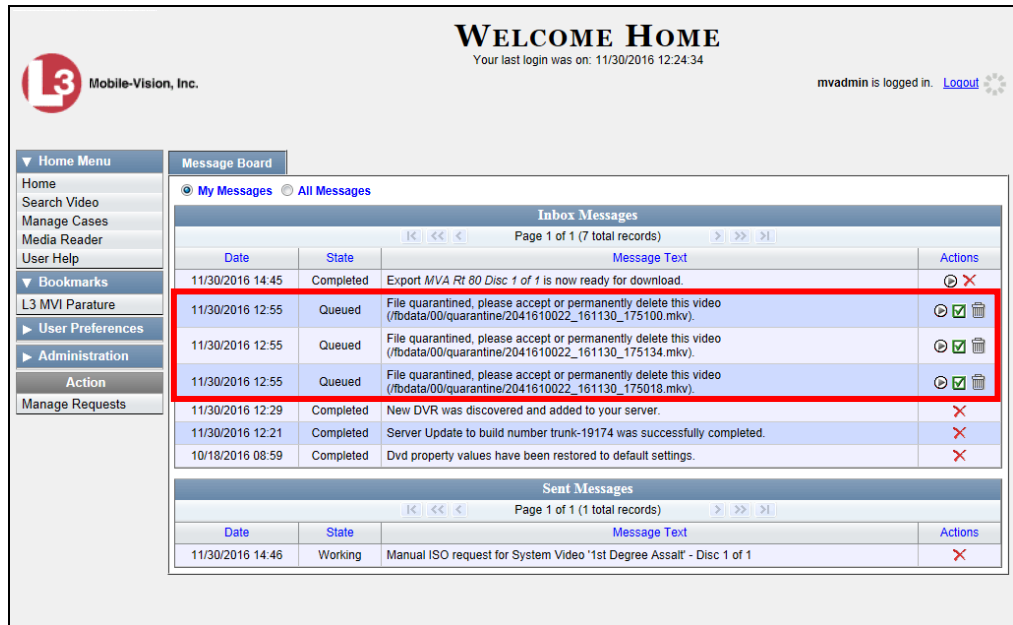 WELCOME HOME
Your last login was on: 11/30/2016 12:24:34
L3 Mobile-Vision, Inc.
mvadmin is logged in. Logout
▼ Home Menu
Home
Search Video
Manage Cases
Media Reader
User Help
▼ Bookmarks
L3 MVI Parature
▶ User Preferences
▶ Administration
Action
Manage Requests
Message Board
My Messages All Messages
Inbox Messages
|< << < Page 1 of 1 (7 total records) > >> >|
Date State Message Text Actions
11/30/2016 14:45 Completed Export MVA Rt 80 Disc 1 of 1 is now ready for download.
11/30/2016 12:55 Queued File quarantined, please accept or permanently delete this video
(/fbdata/00/quarantine/2041610022_161130_175100.mkv).
11/30/2016 12:55 Queued File quarantined, please accept or permanently delete this video
(/fbdata/00/quarantine/2041610022_161130_175134.mkv).
11/30/2016 12:55 Queued File quarantined, please accept or permanently delete this video
(/fbdata/00/quarantine/2041610022_161130_175018.mkv).
11/30/2016 12:29 Completed New DVR was discovered and added to your server.
11/30/2016 12:21 Completed Server Update to build number trunk-19174 was successfully completed.
10/18/2016 08:59 Completed Dvd property values have been restored to default settings.
Sent Messages
|< << < Page 1 of 1 (1 total records) > >> >|
Date State Message Text Actions
11/30/2016 14:46 Working Manual ISO request for System Video '1st Degree Assalt' - Disc 1 of 1